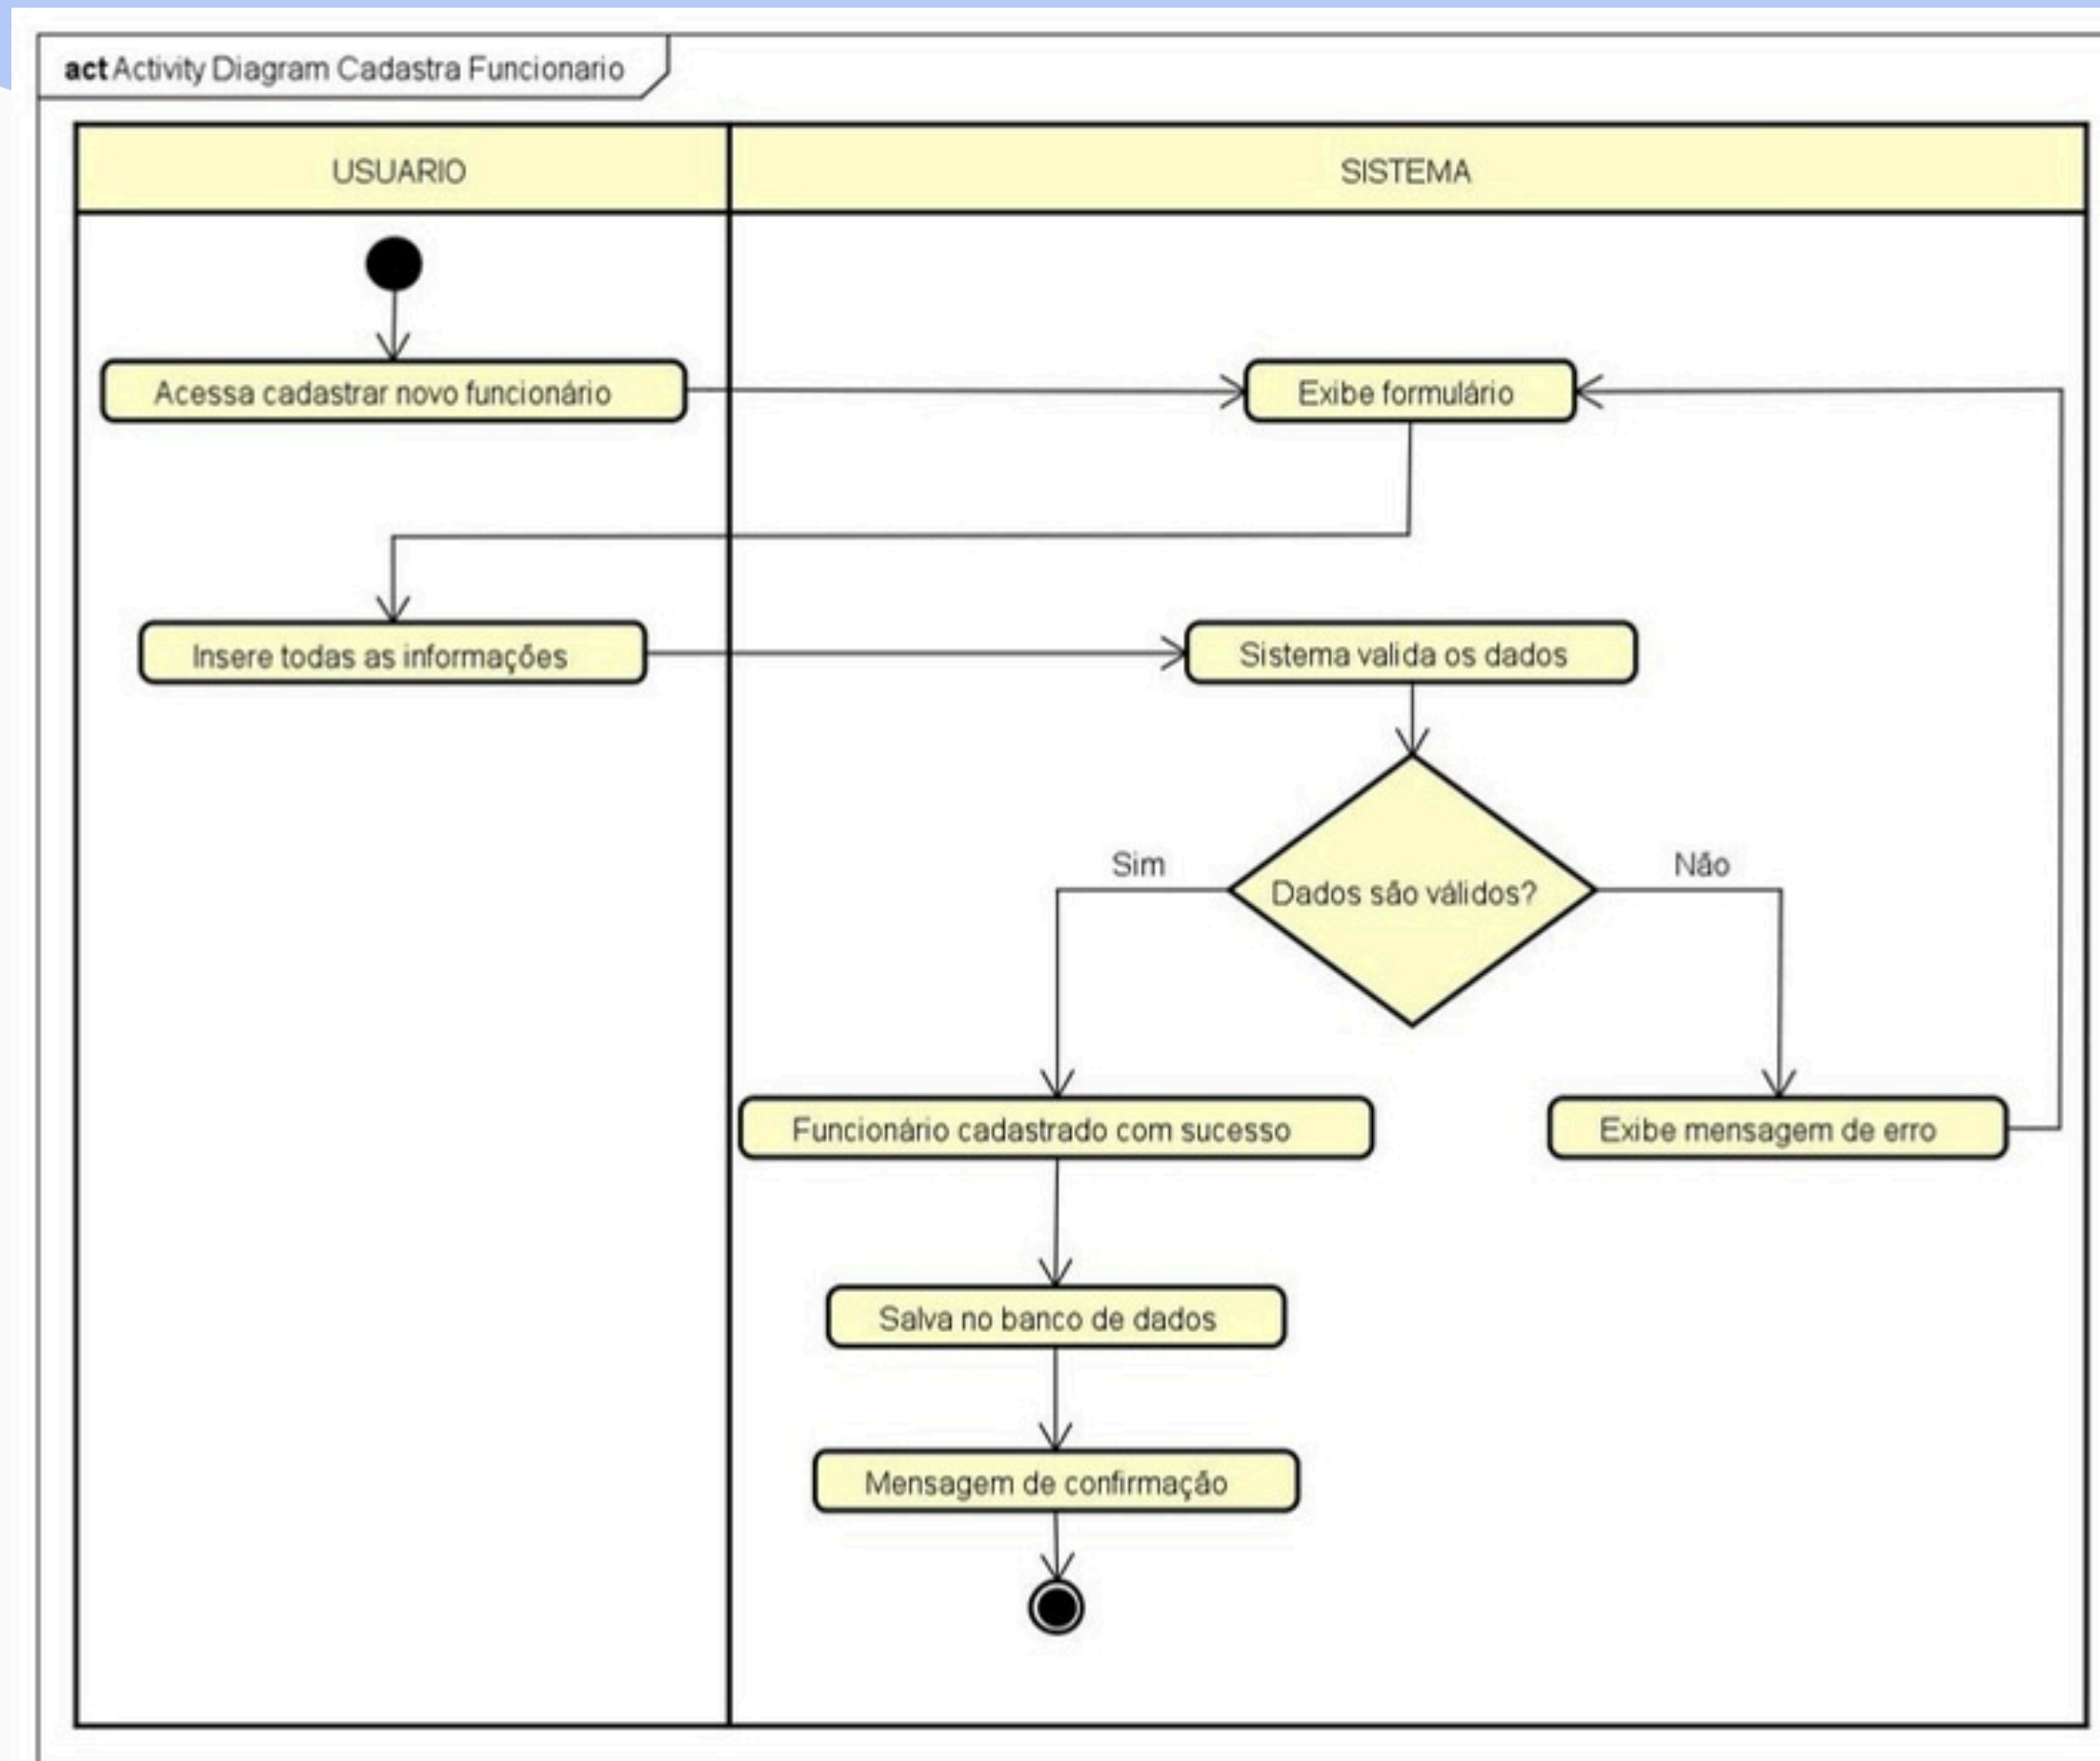 act Activity Diagram Cadastra Funcionario
USUARIO
SISTEMA
Acessa cadastrar novo funcionário
Exibe formulário
Insere todas as informações
Sistema valida os dados
Sim
Não
Dados são válidos?
Funcionário cadastrado com sucesso
Exibe mensagem de erro
Salva no banco de dados
Mensagem de confirmação